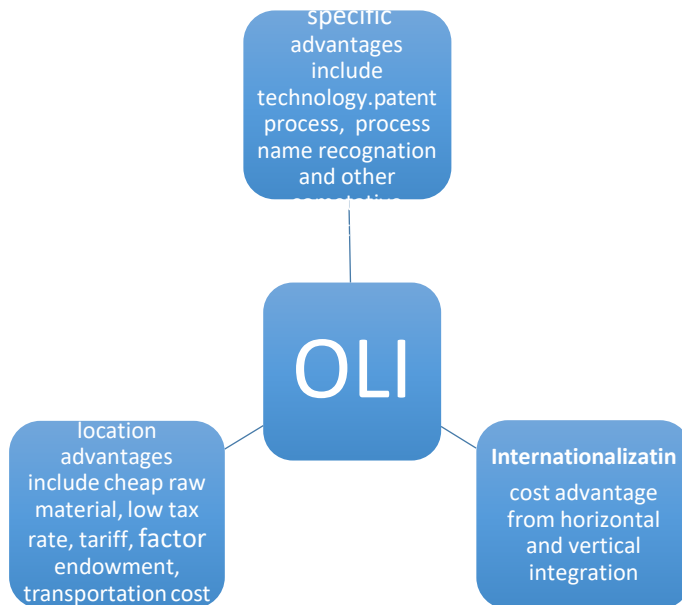 specific
advantages
include
technology.patent
process, process
name recognation
and other
OLI
location
advantages
include cheap raw
material, low tax
rate, tariff, factor
endowment,
transportation cost
Internationalizatin
cost advantage
from horizontal
and vertical
integration